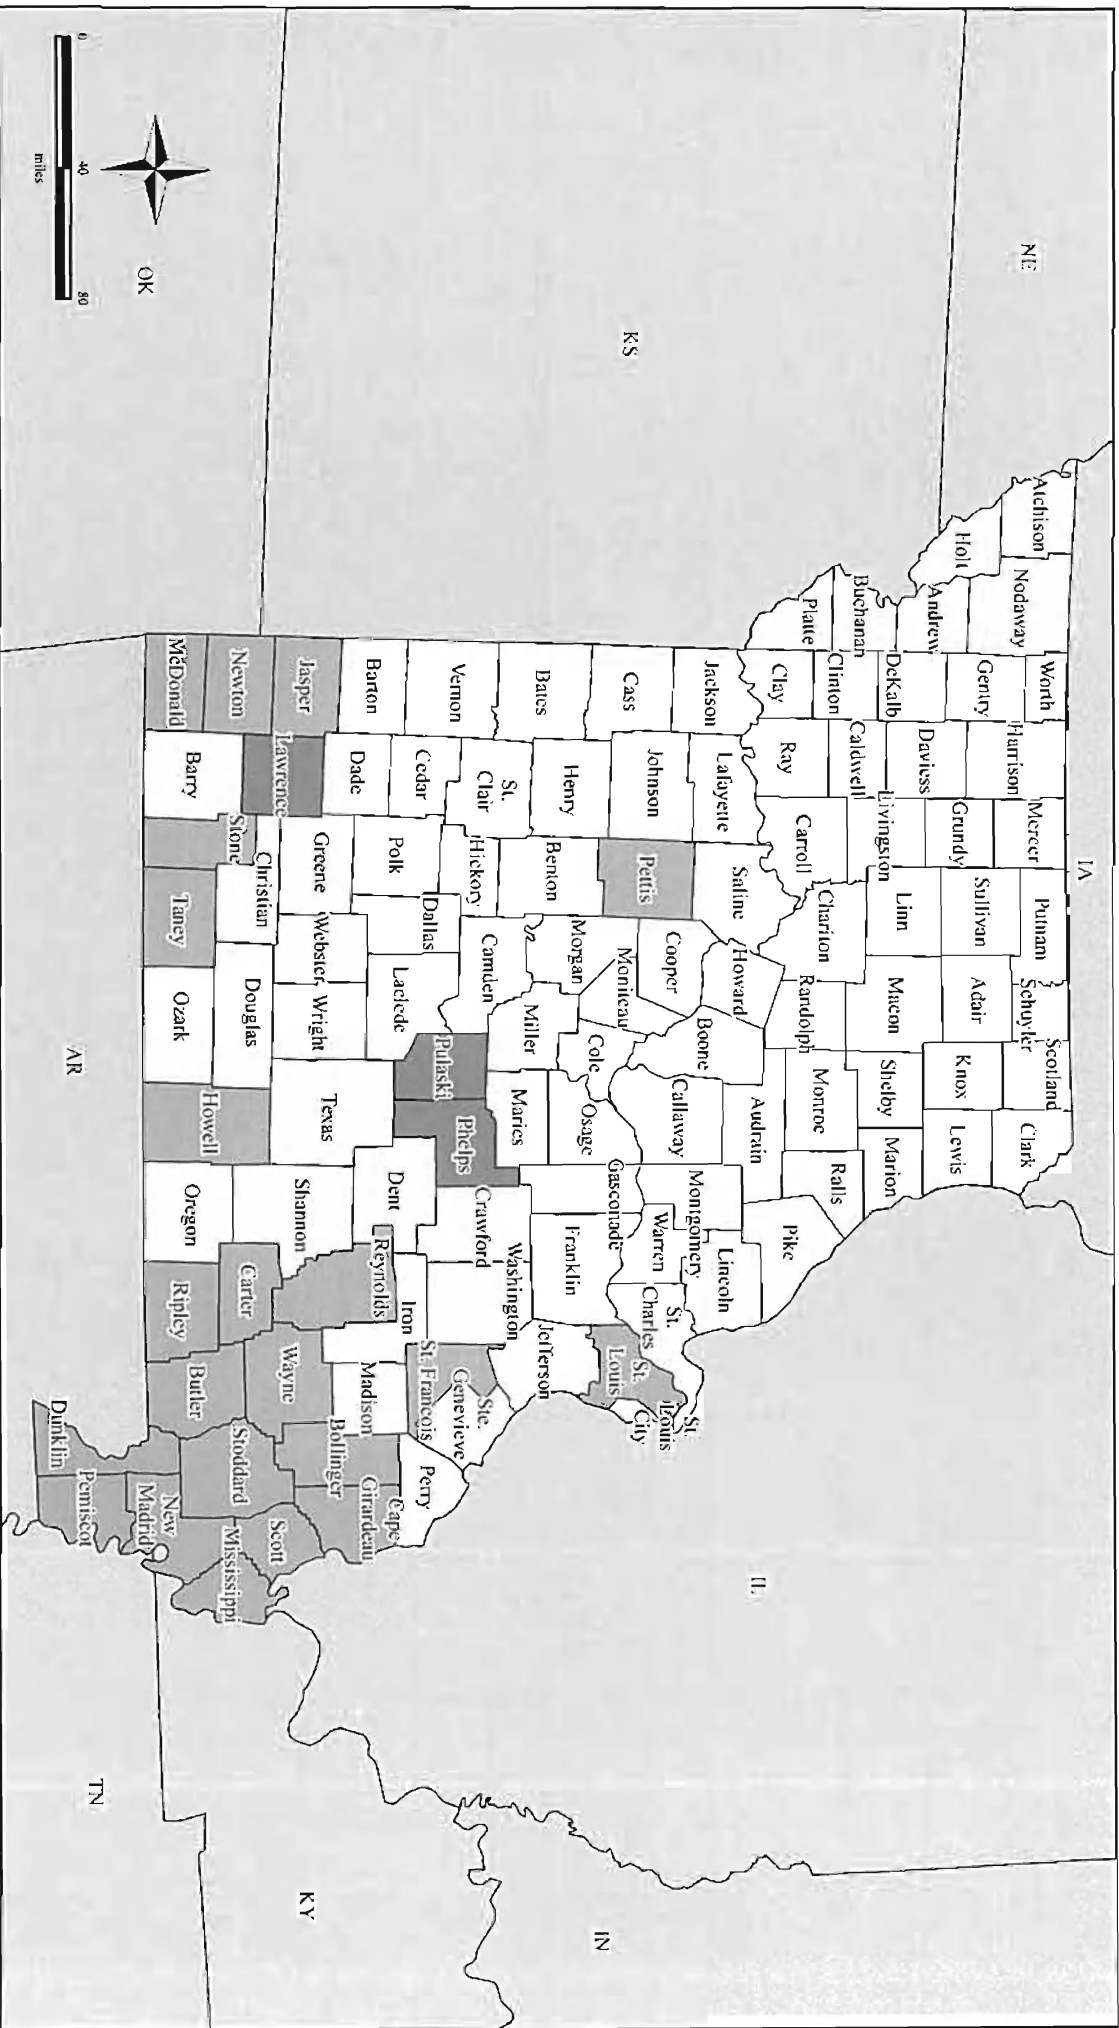 IA
NE
KS
OK
AR
TN
KY
IN
IL
Atchison
Nodaway
Worth
Harrison
Mercer
Putnam
Schuyler
Scotland
Clark
Holt
Andrew
Gentry
DeKalb
Daviess
Grundy
Sullivan
Adair
Knox
Lewis
Buchanan
Clinton
Caldwell
Livingston
Linn
Macon
Shelby
Marion
Platte
Clay
Ray
Carroll
Chariton
Randolph
Monroe
Ralls
Pike
Jackson
Lafayette
Saline
Howard
Boone
Audrain
Callaway
Montgomery
Lincoln
Warren
St.
Charles
St.
Louis
St.
Louis
City
Cass
Johnson
Pettis
Cooper
Moniteau
Cole
Osage
Gasconade
Franklin
Jefferson
Bates
Henry
Benton
Morgan
Miller
Maries
Crawford
Washington
Ste.
Genevieve
St. Francois
Vernon
St.
Clair
Hickory
Camden
Pulaski
Phelps
Dent
Iron
Reynolds
Madison
Perry
Barton
Cedar
Dade
Polk
Dallas
Laclede
Texas
Shannon
Wayne
Bollinger
Cape
Girardeau
Jasper
Lawrence
Greene
Webster
Wright
Newton
Christian
Douglas
Howell
Carter
Stoddard
Scott
Mississippi
McDonald
Barry
Stone
Taney
Ozark
Oregon
Ripley
Butler
New
Madrid
Dunklin
Pemiscot
0
40
80
miles